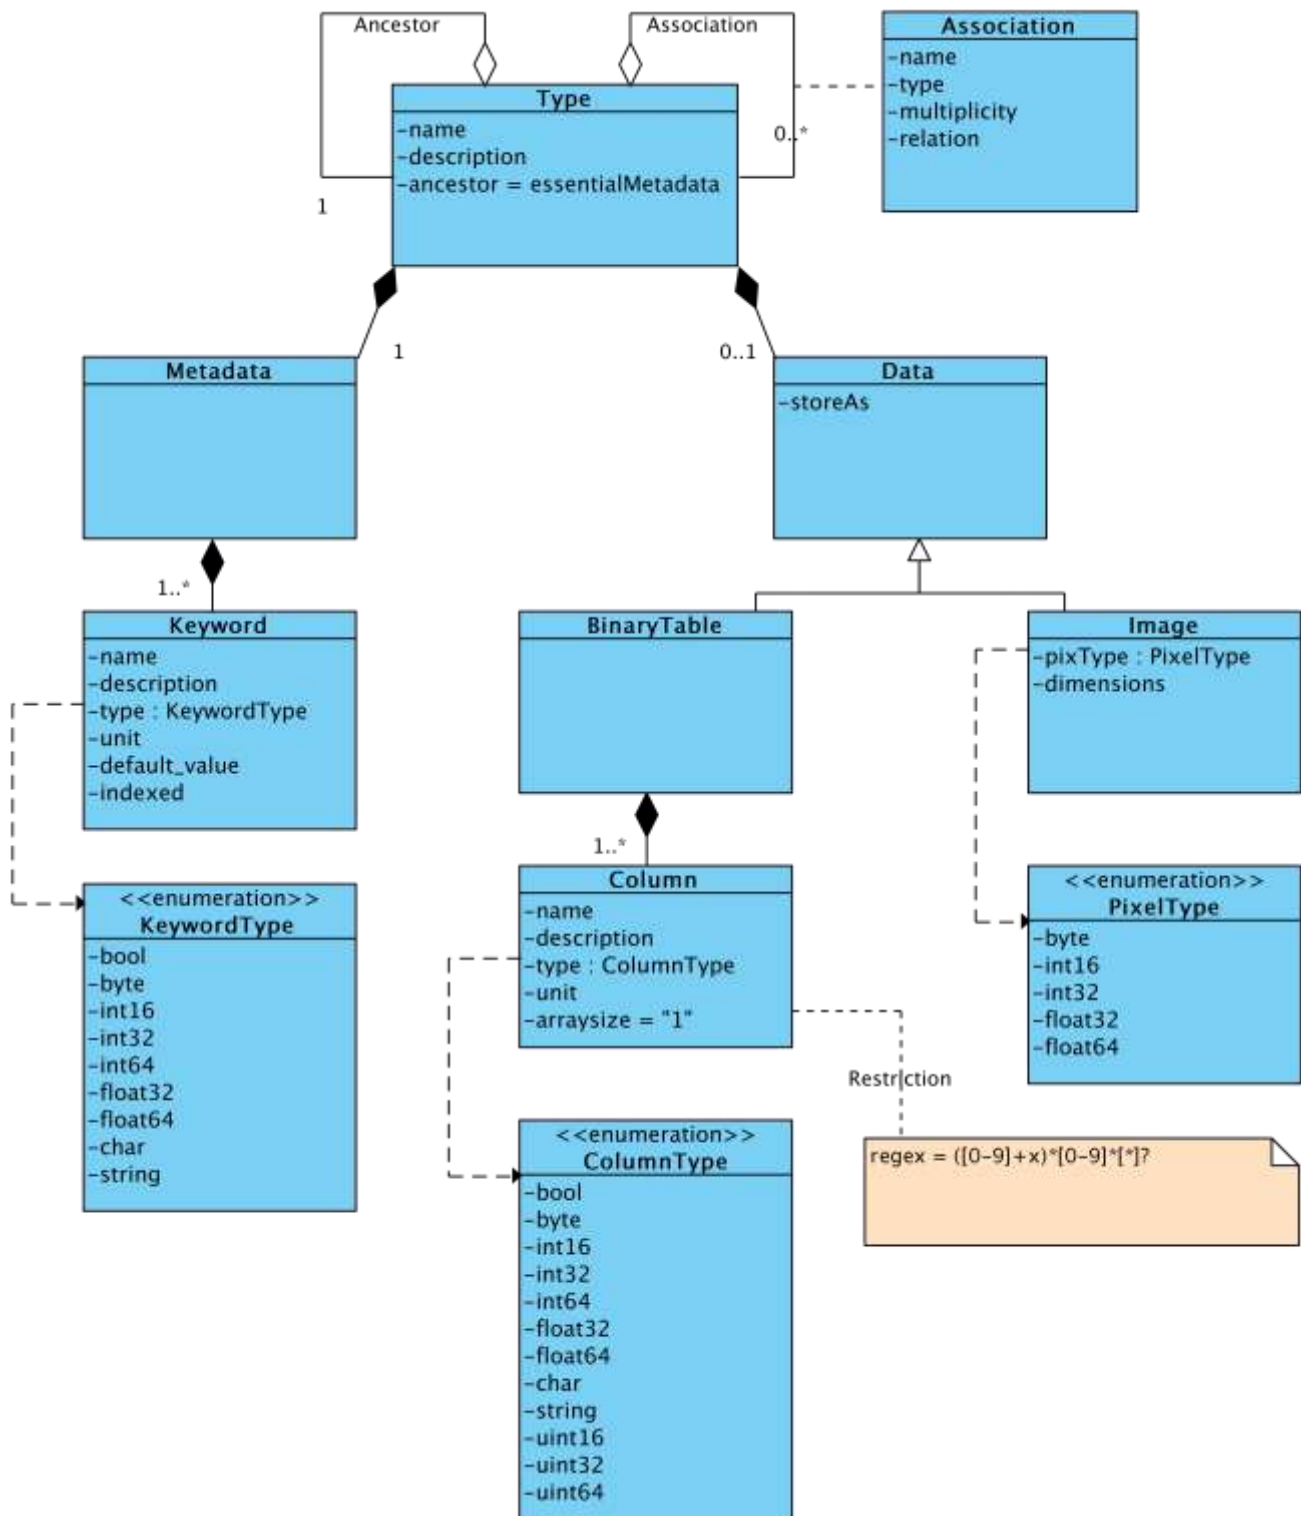 Ancestor
Association
Association
-name
-type
-multiplicity
-relation
Type
-name
-description
-ancestor = essentialMetadata
0..*
1
1
0..1
Metadata
Data
-storeAs
1..*
Keyword
-name
-description
-type : KeywordType
-unit
-default_value
-indexed
BinaryTable
Image
-pixType : PixelType
-dimensions
1..*
<<enumeration>>
KeywordType
-bool
-byte
-int16
-int32
-int64
-float32
-float64
-char
-string
Column
-name
-description
-type : ColumnType
-unit
-arraysize = "1"
<<enumeration>>
PixelType
-byte
-int16
-int32
-float32
-float64
Restriction
<<enumeration>>
ColumnType
-bool
-byte
-int16
-int32
-int64
-float32
-float64
-char
-string
-uint16
-uint32
-uint64
regex = ([0-9]+x)*[0-9]*[*]?